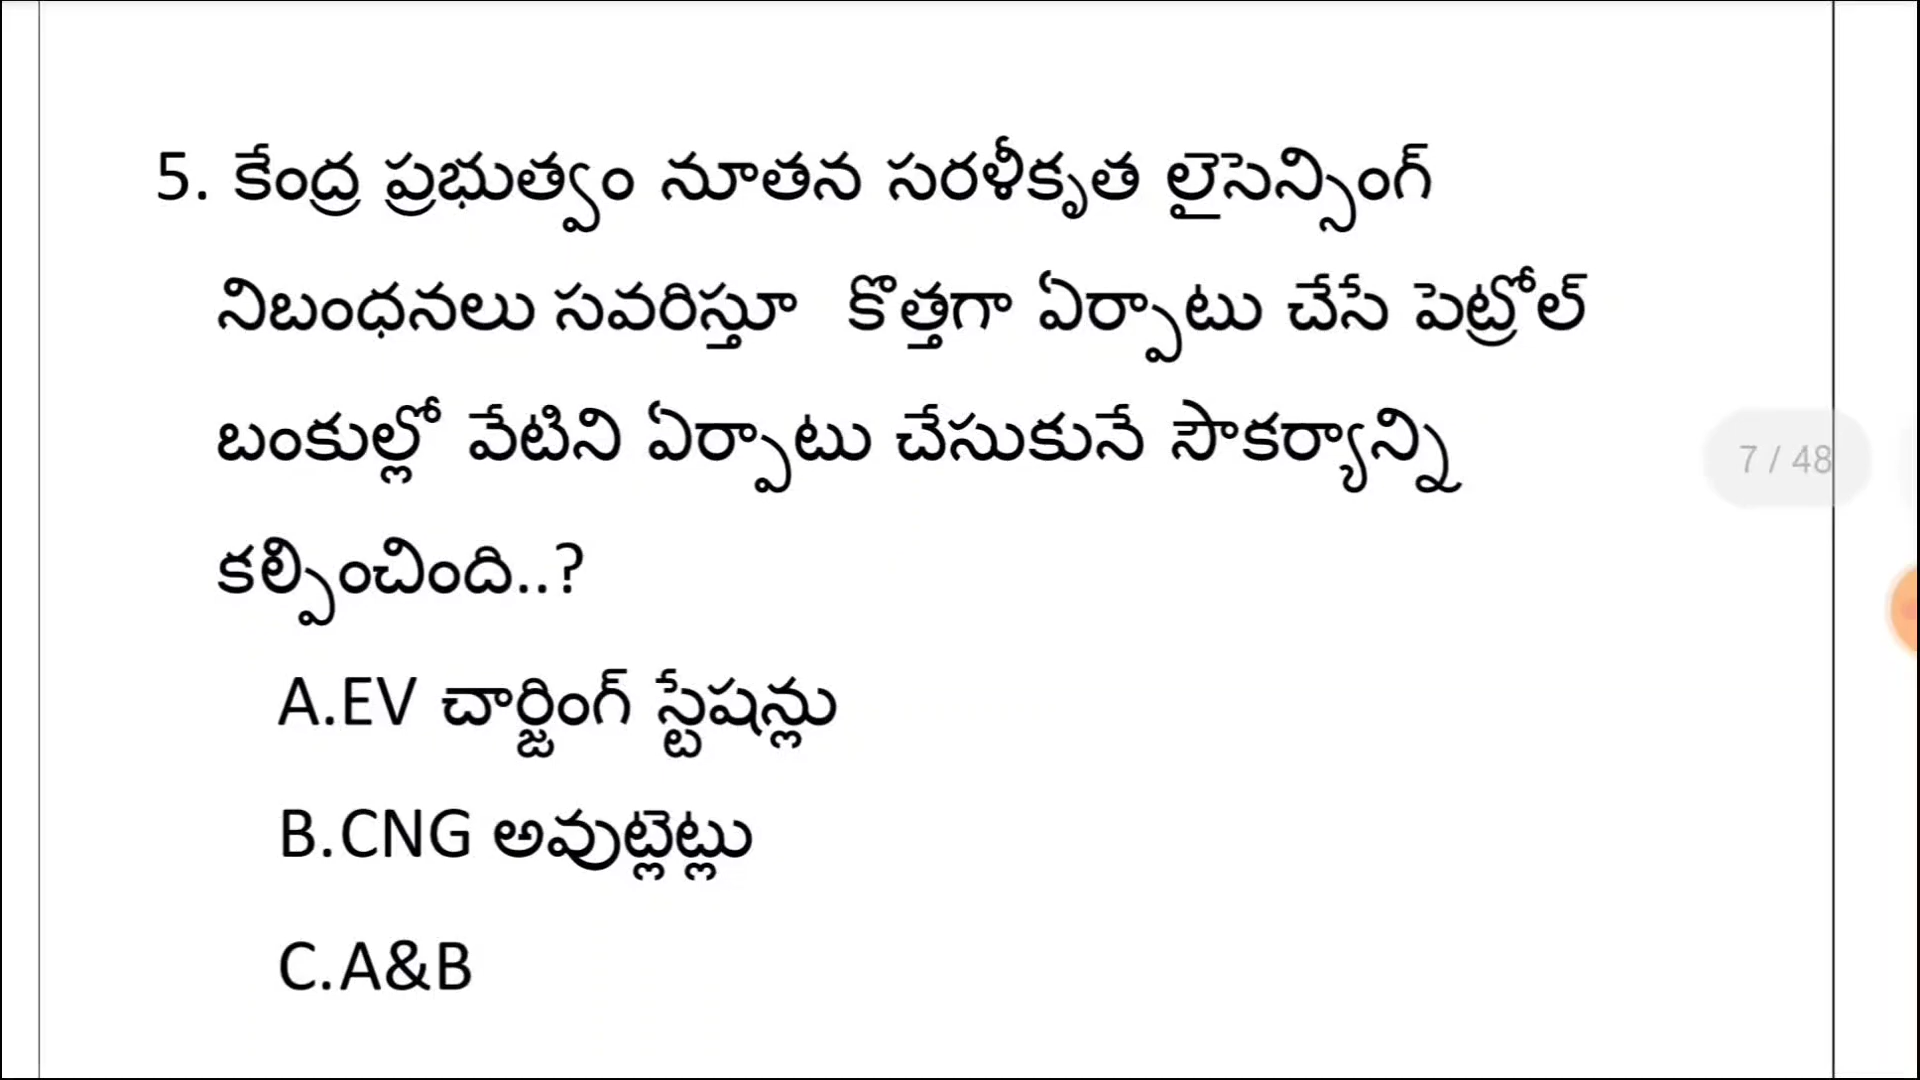 5. కేంద్ర ప్రభుత్వం నూతన సరళీకృత లైసెన్సింగ్
నిబంధనలు సవరిస్తూ కొత్తగా ఏర్పాటు చేసే పెట్రోల్
బంకుల్లో వేటిని ఏర్పాటు చేసుకునే సౌకర్యాన్ని
కల్పించింది..?
7 / 48
A.EV చార్జింగ్ స్టేషన్లు
B.CNG అవుట్లెట్లు
C.A&B